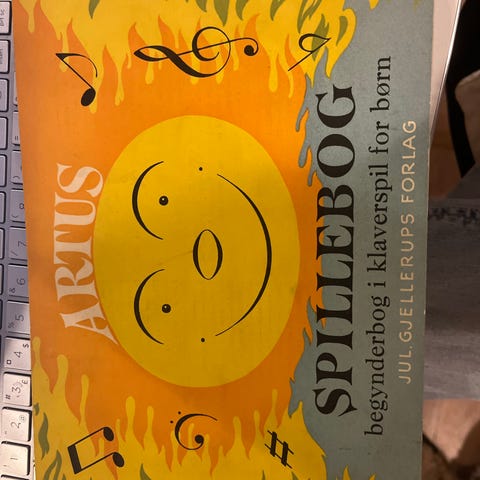 ARTUS
SPILLEBOG
begynderbog i klaverspil for børn
JUL. GJELLERUPS FORLAG